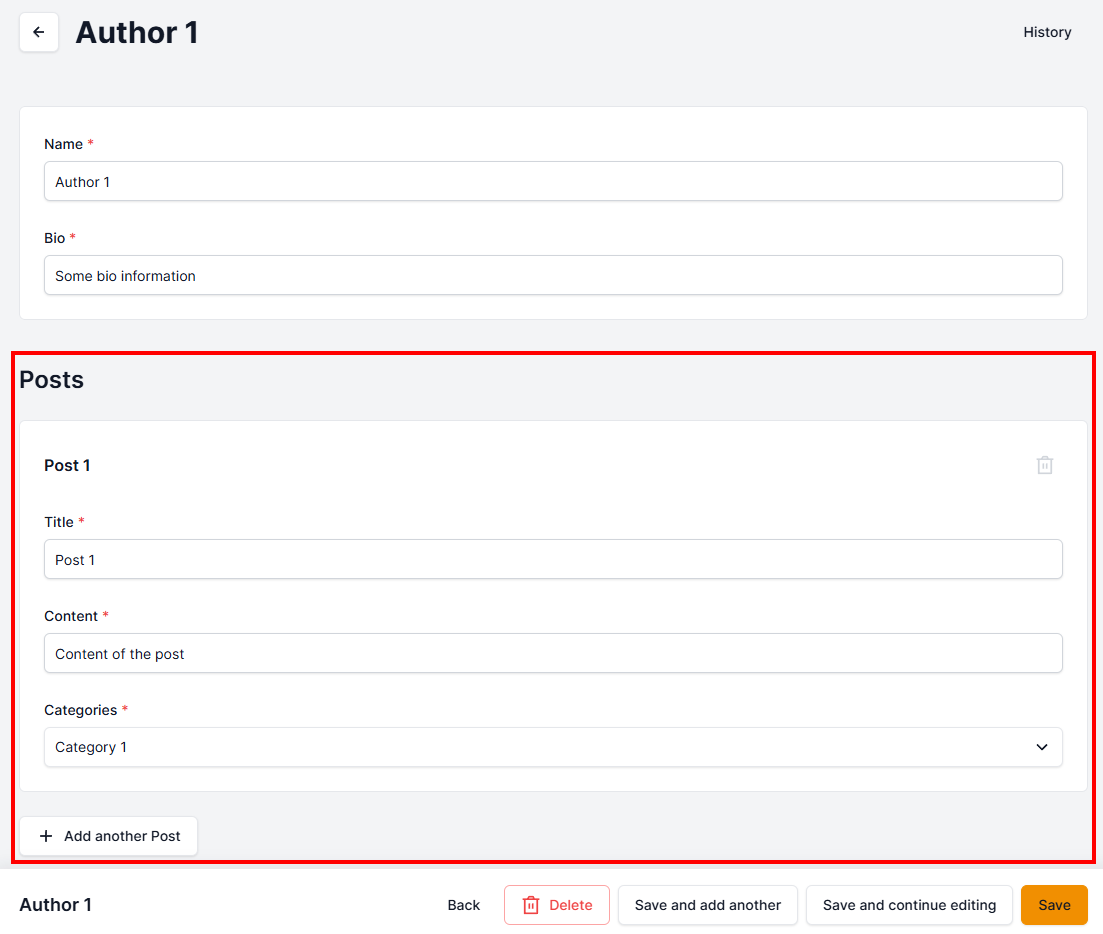 Author 1
History
Name *
Author 1
Bio *
Some bio information
Posts
Post 1
Title *
Post 1
Content *
Content of the post
Categories *
Category 1
Add another Post
Author 1 Back Delete Save and add another Save and continue editing Save